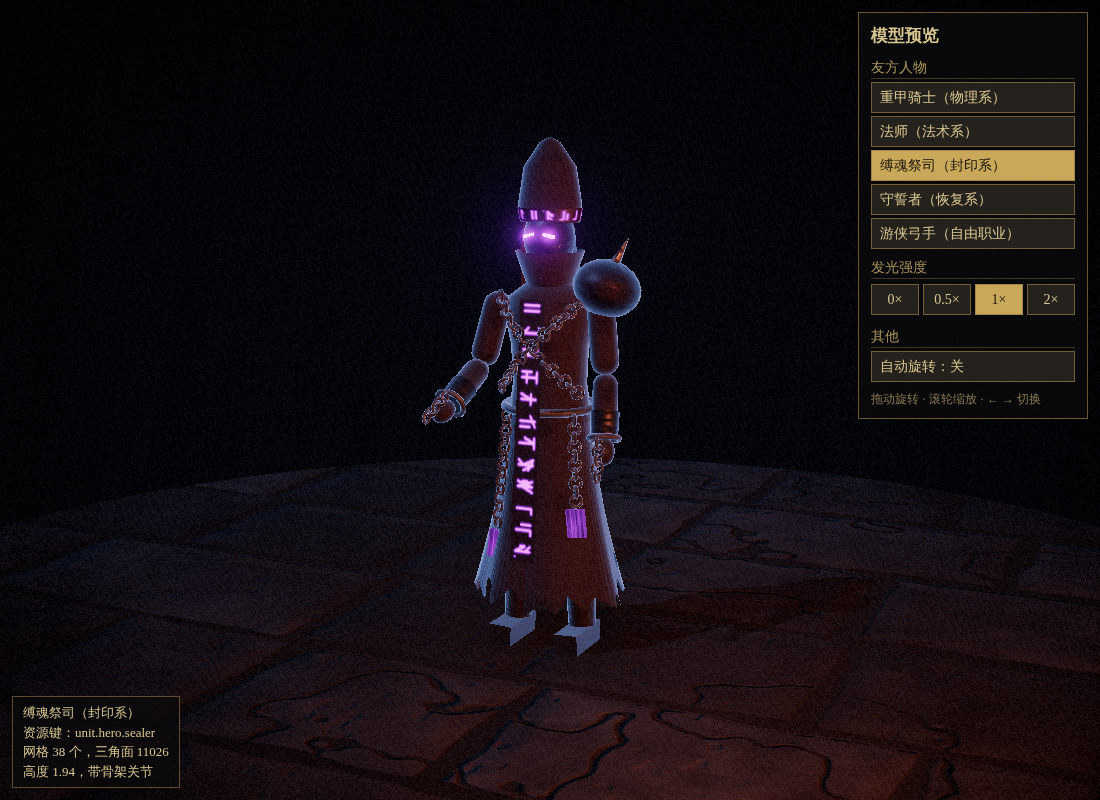 模型预览
友方人物
重甲骑士（物理系）
法师（法术系）
缚魂祭司（封印系）
守誓者（恢复系）
游侠弓手（自由职业）
发光强度
0× 0.5× 1× 2×
其他
自动旋转：关
拖动旋转 · 滚轮缩放 · ← → 切换
缚魂祭司（封印系）
资源键：unit.hero.sealer
网格 38 个，三角面 11026
高度 1.94，带骨架关节